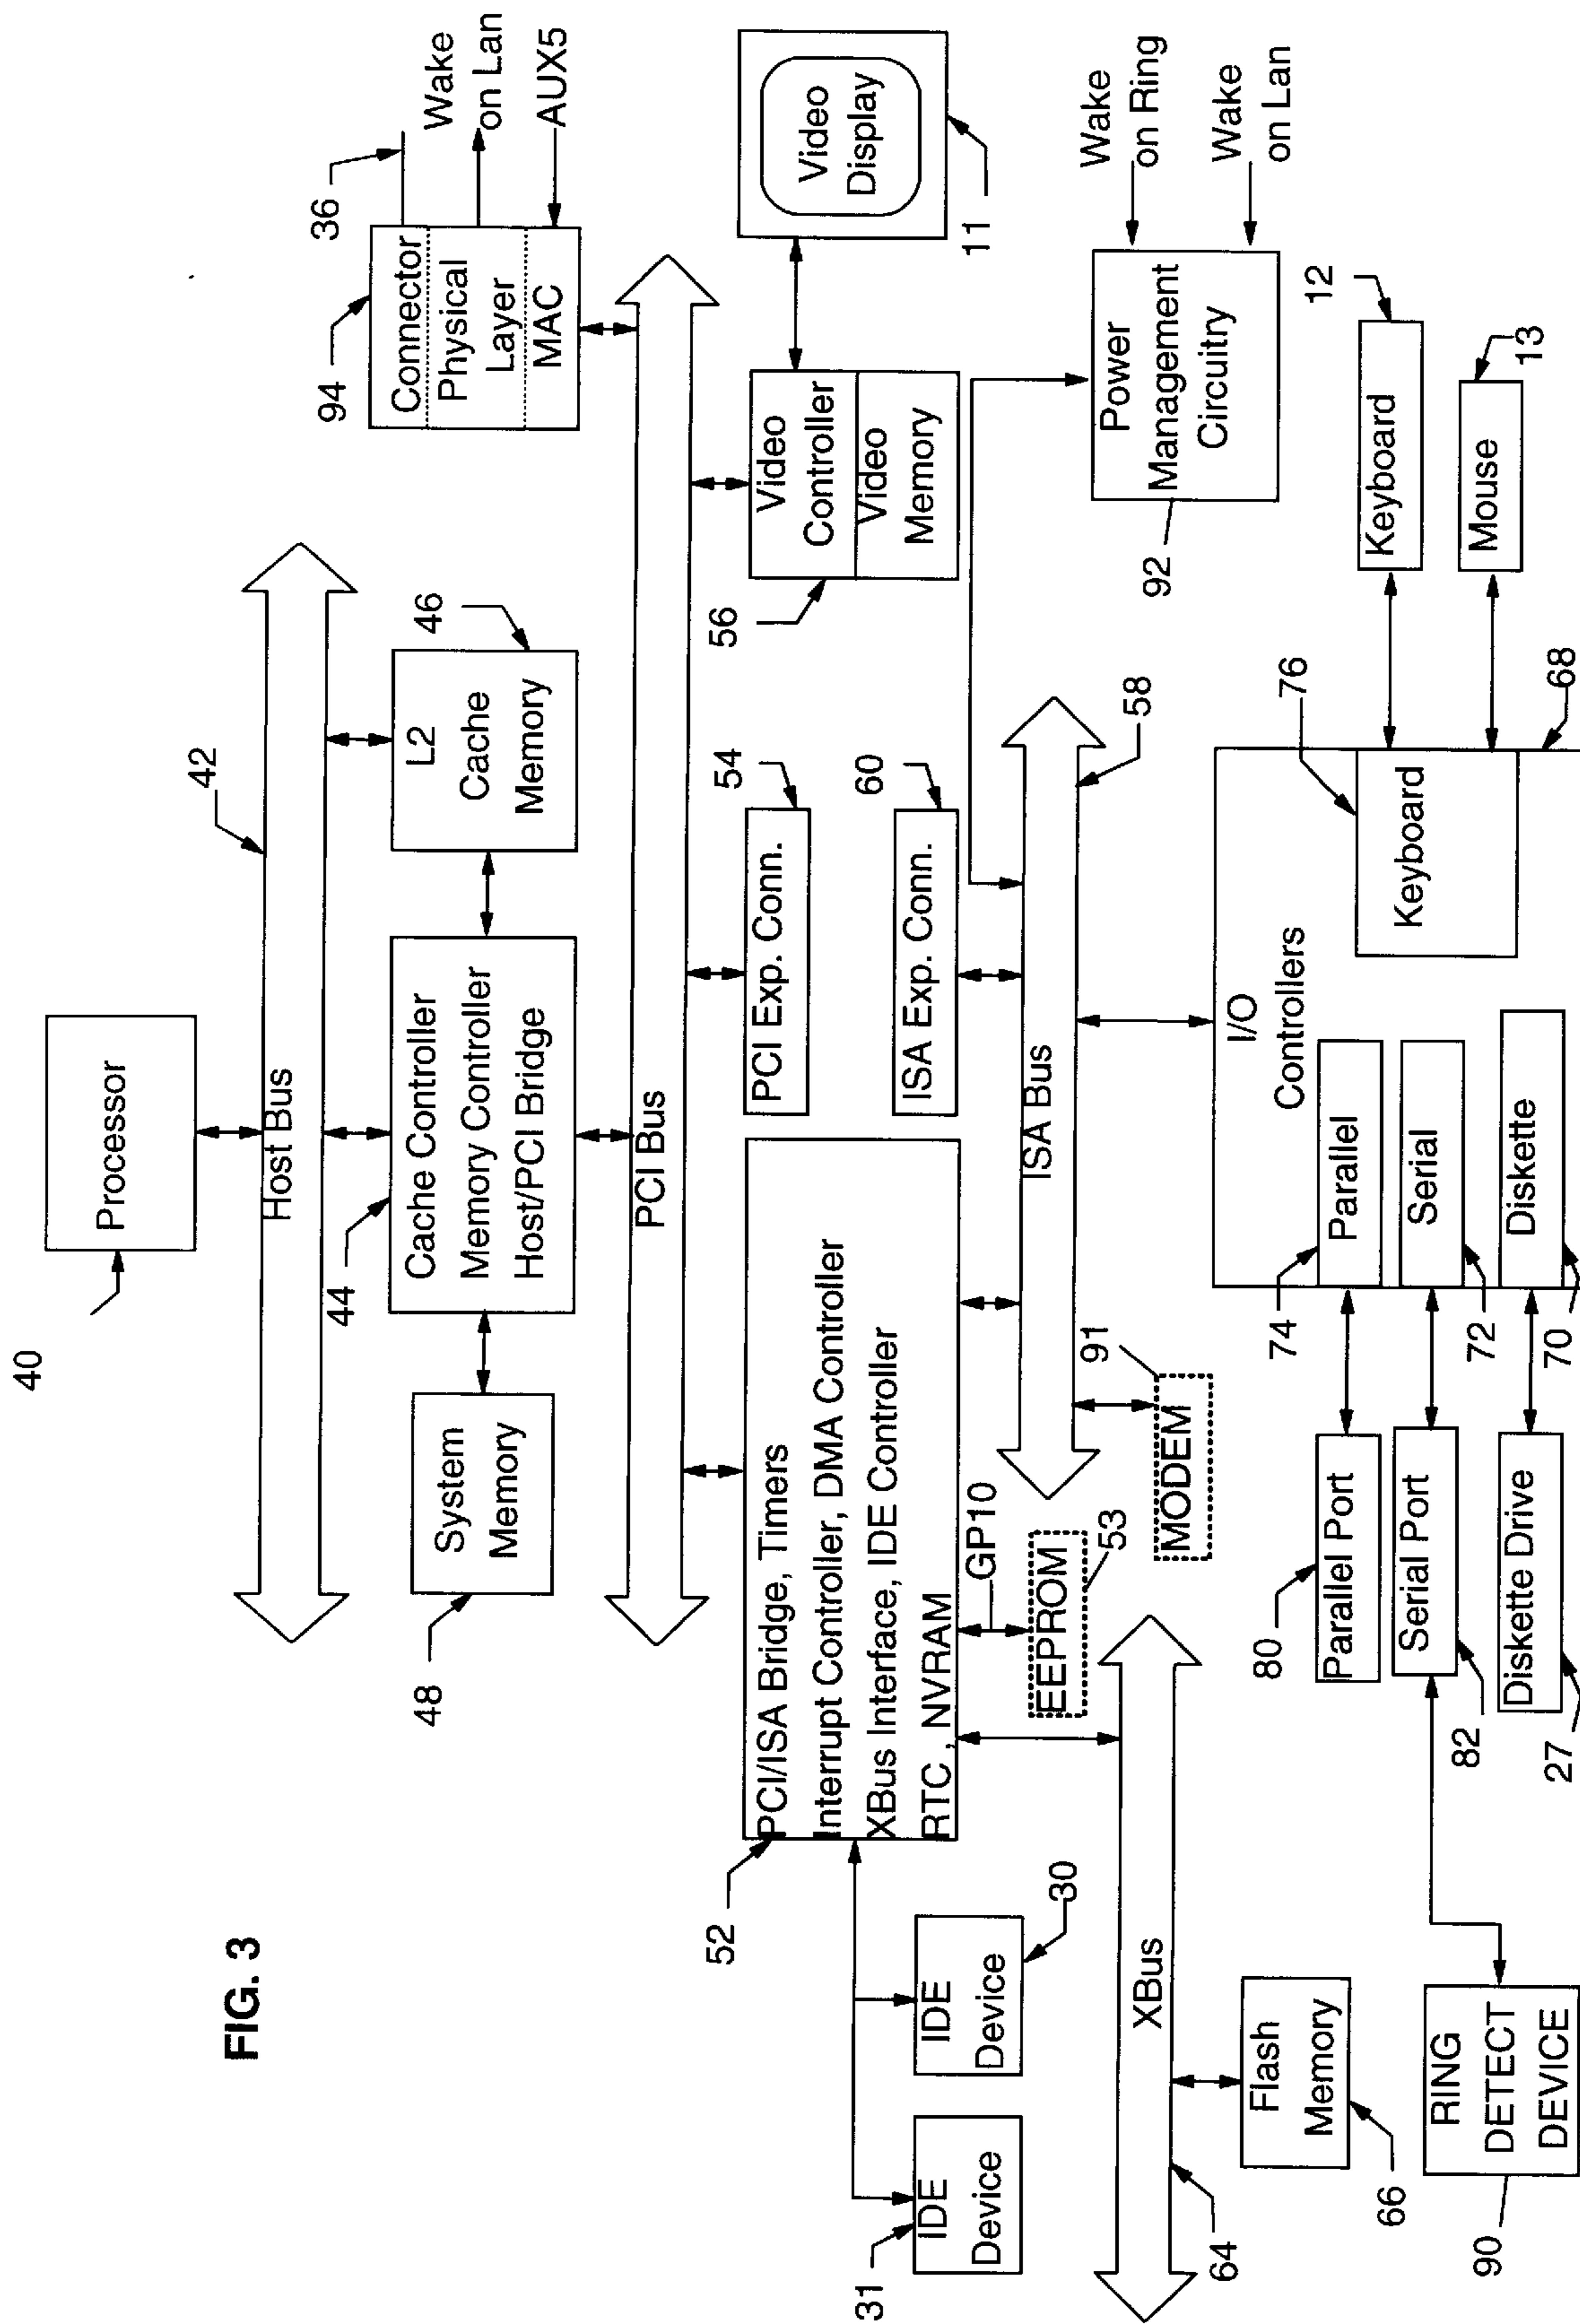 FIG. 3
40
Processor
42
Host Bus
48
System
Memory
44
Cache Controller
Memory Controller
Host/PCI Bridge
L2
Cache
Memory
46
94
36
Connector
Physical
Layer
MAC
Wake
on Lan
AUX5
PCI Bus
52
PCI/ISA Bridge, Timers
Interrupt Controller, DMA Controller
XBus Interface, IDE Controller
RTC , NVRAM
PCI Exp. Conn.
54
56
Video
Controller
Video
Memory
Video
Display
11
31
IDE
Device
IDE
Device
30
ISA Exp. Conn.
60
GP10
EEPROM
53
ISA Bus
58
91
MODEM
92
Power
Management
Circuitry
Wake
on Ring
Wake
on Lan
XBus
64
Flash
Memory
66
I/O
Controllers
74
Parallel
Serial
72
Diskette
70
76
Keyboard
68
Keyboard
12
Mouse
13
80
Parallel Port
Serial Port
82
Diskette Drive
27
90
RING
DETECT
DEVICE